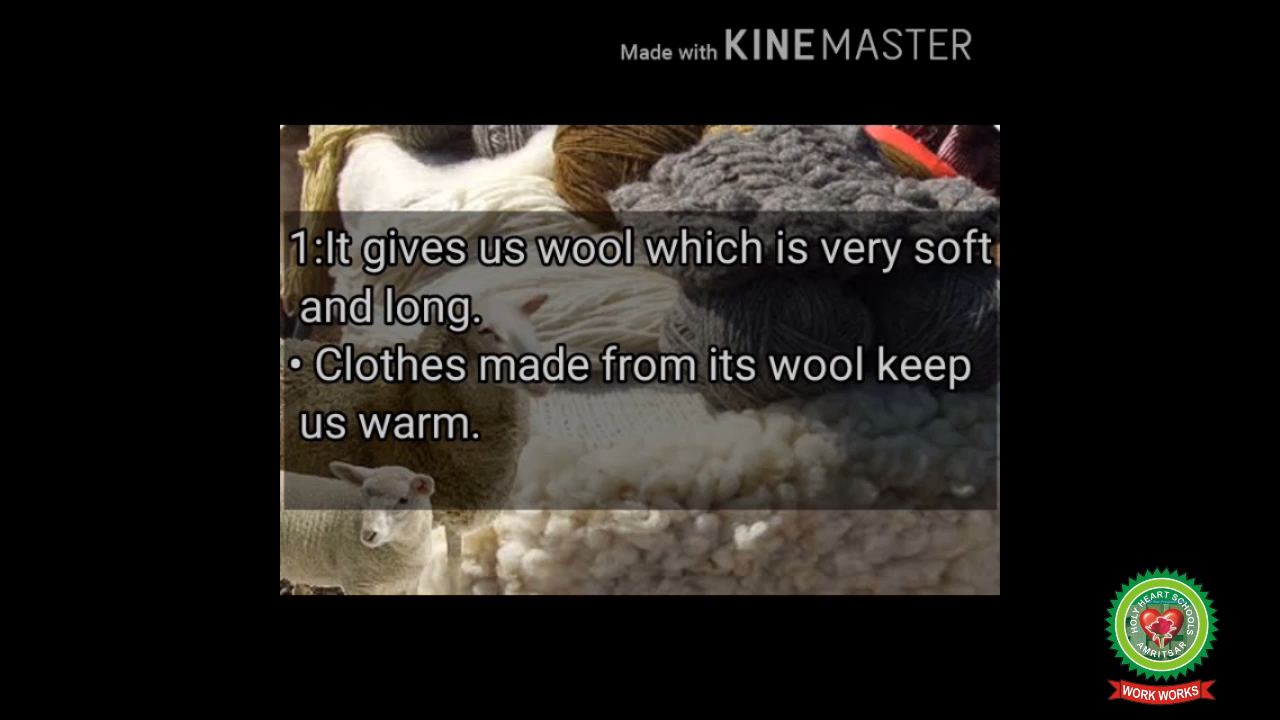 Made with KINEMASTER
1:It gives us wool which is very soft
and long.
• Clothes made from its wool keep
us warm.
HOLY HEART SCHOOLS
AMRITSAR
WORK WORKS